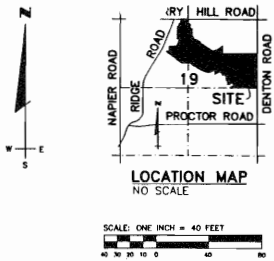 N
RRY HILL ROAD
NAPIER ROAD
RIDGE ROAD
DENTON ROAD
19
SITE
N
PROCTOR ROAD
W E
S
LOCATION MAP
NO SCALE
SCALE: ONE INCH = 40 FEET
40 30 20 10 0 40 80